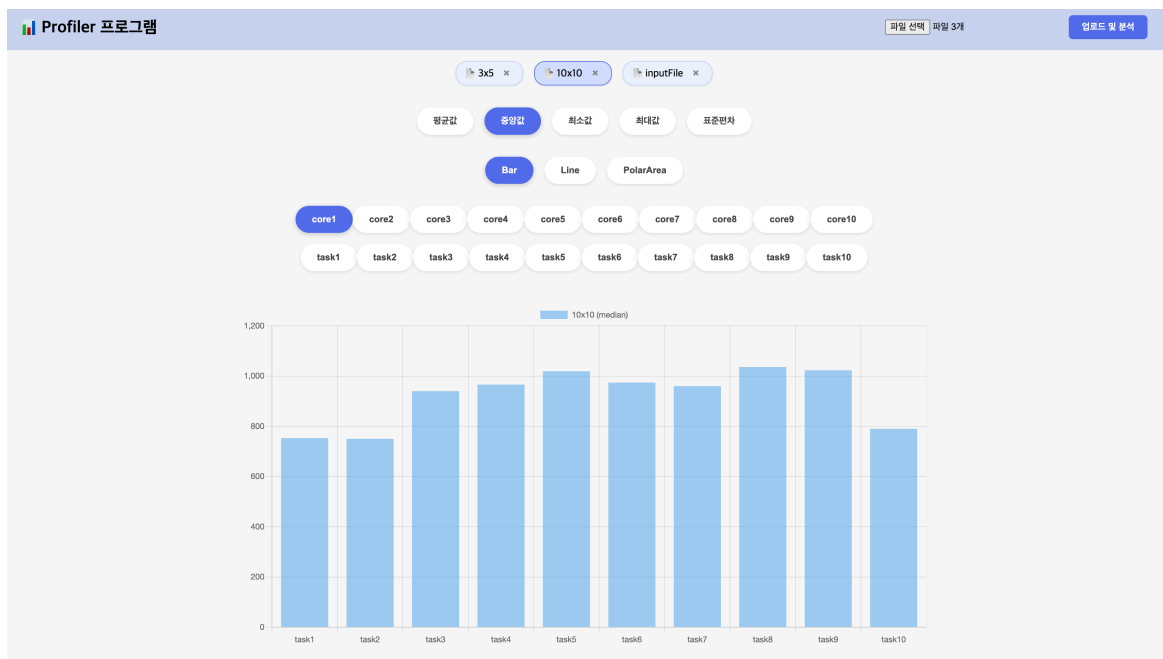 Profiler 프로그램
파일 선택 파일 3개
업로드 및 분석
3x5 ×
10x10 ×
inputFile ×
평균값 중앙값 최소값 최대값 표준편차
Bar Line PolarArea
core1 core2 core3 core4 core5 core6 core7 core8 core9 core10
task1 task2 task3 task4 task5 task6 task7 task8 task9 task10
10x10 (median)
1,200
1,000
800
600
400
200
0
task1 task2 task3 task4 task5 task6 task7 task8 task9 task10